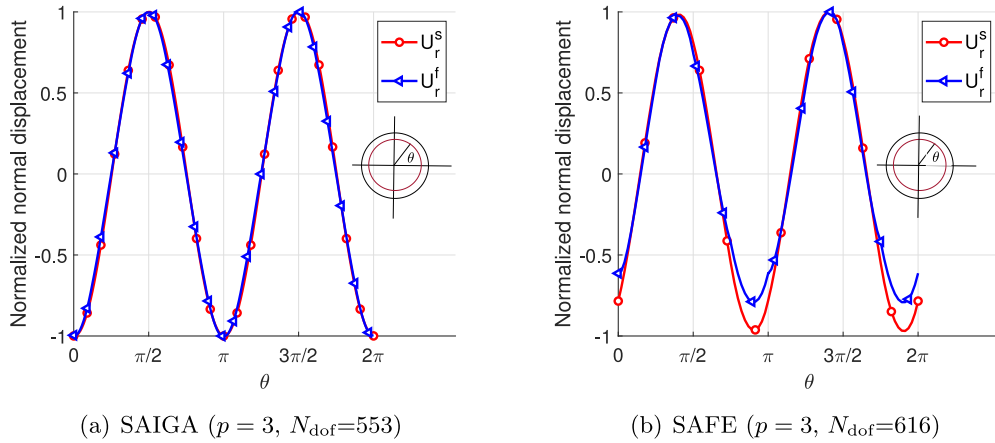 Normalized normal displacement
1
0.5
0
-0.5
-1
0
π/2
π
3π/2
2π
θ
U_r^s
U_r^f
θ
(a) SAIGA (p = 3, N_dof=553)
Normalized normal displacement
1
0.5
0
-0.5
-1
0
π/2
π
3π/2
2π
θ
U_r^s
U_r^f
θ
(b) SAFE (p = 3, N_dof=616)